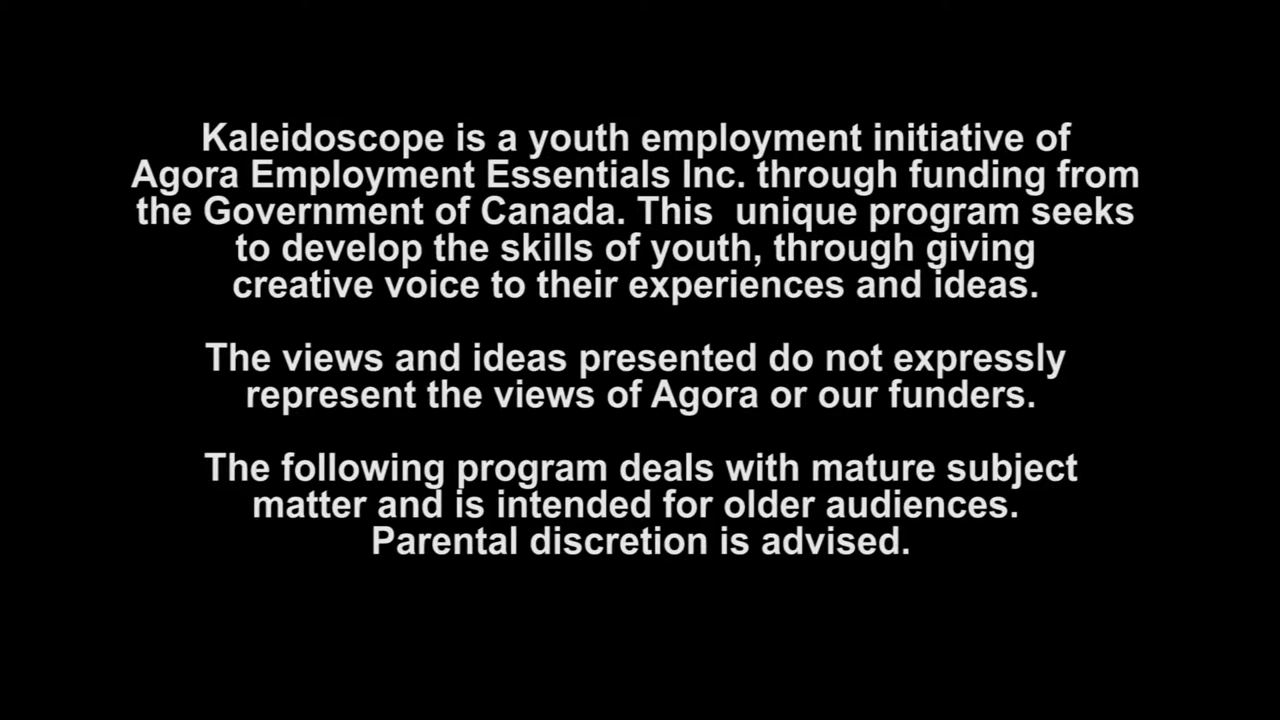 Kaleidoscope is a youth employment initiative of
Agora Employment Essentials Inc. through funding from
the Government of Canada. This  unique program seeks
to develop the skills of youth, through giving
creative voice to their experiences and ideas.
The views and ideas presented do not expressly
represent the views of Agora or our funders.
The following program deals with mature subject
matter and is intended for older audiences.
Parental discretion is advised.